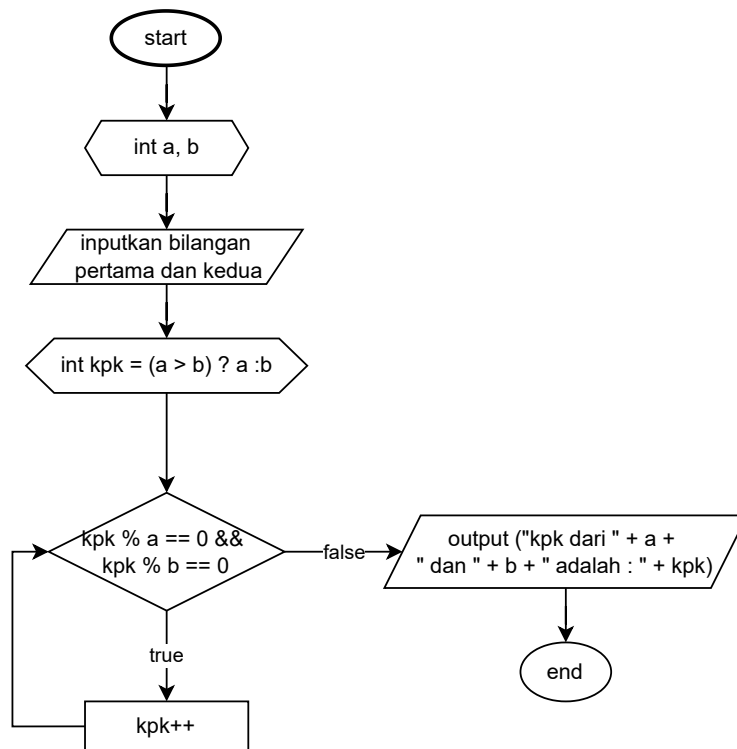 start
int a, b
inputkan bilangan
pertama dan kedua
int kpk = (a > b) ? a :b
kpk % a == 0 &&
kpk % b == 0
false
output ("kpk dari " + a +
" dan " + b + " adalah : " + kpk)
true
end
kpk++